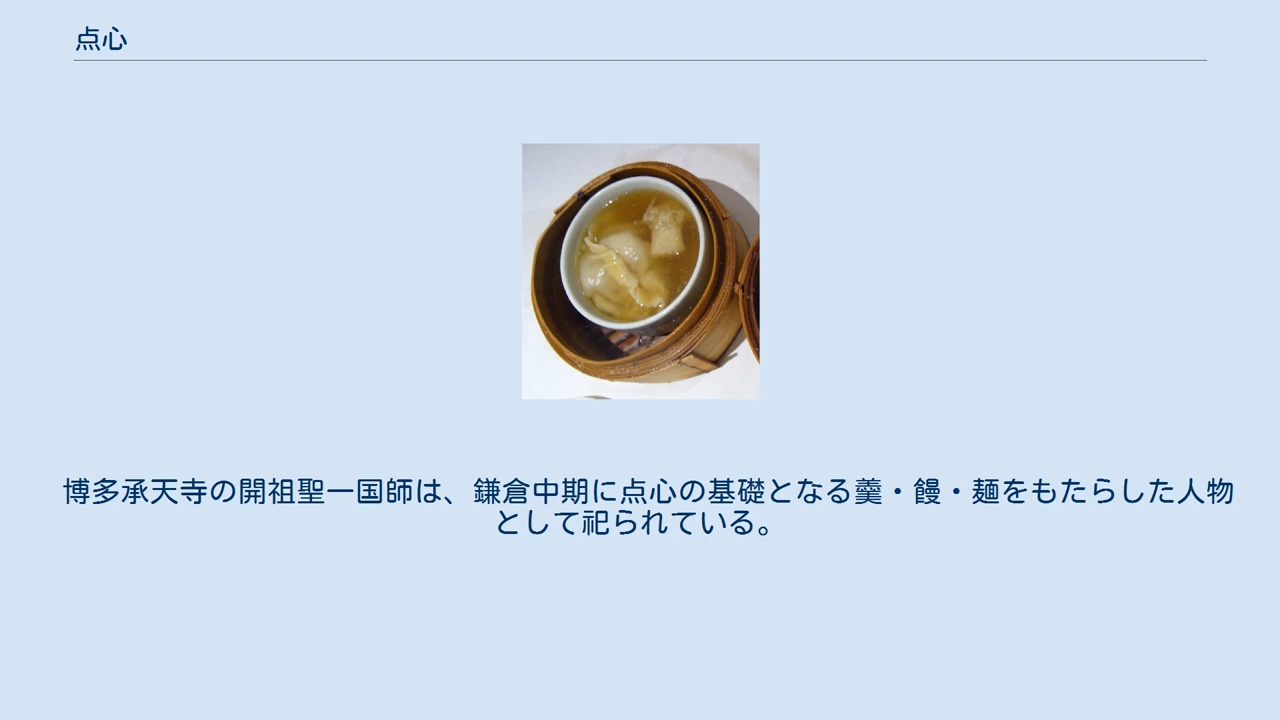 点心
博多承天寺の開祖聖一国師は、鎌倉中期に点心の基礎となる羹・饅・麺をもたらした人物
として祀られている。